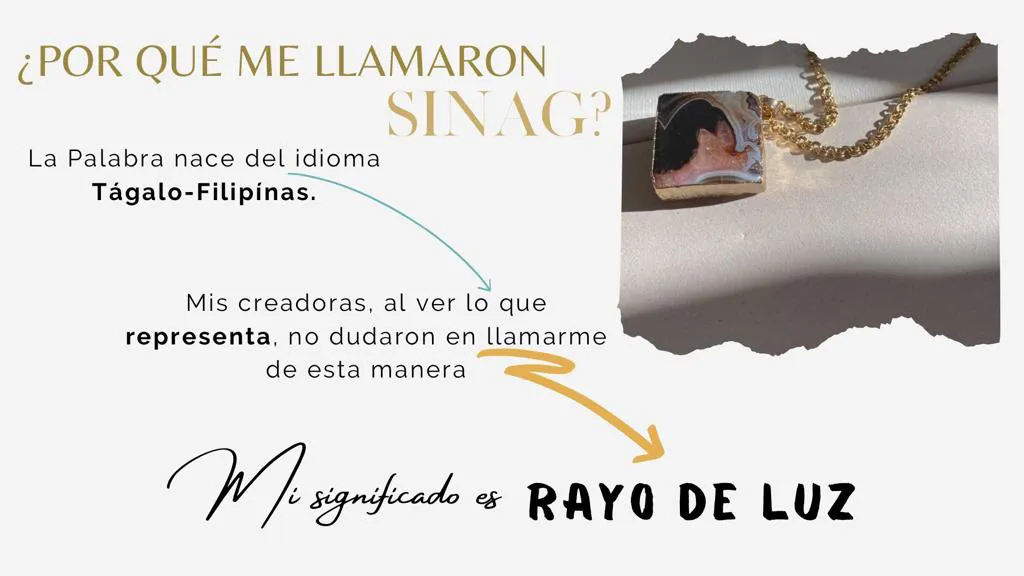 ¿POR QUÉ ME LLAMARON
SINAG?
La Palabra nace del idioma
Tágalo-Filipínas.
Mis creadoras, al ver lo que
representa, no dudaron en llamarme
de esta manera
Mi significado es RAYO DE LUZ